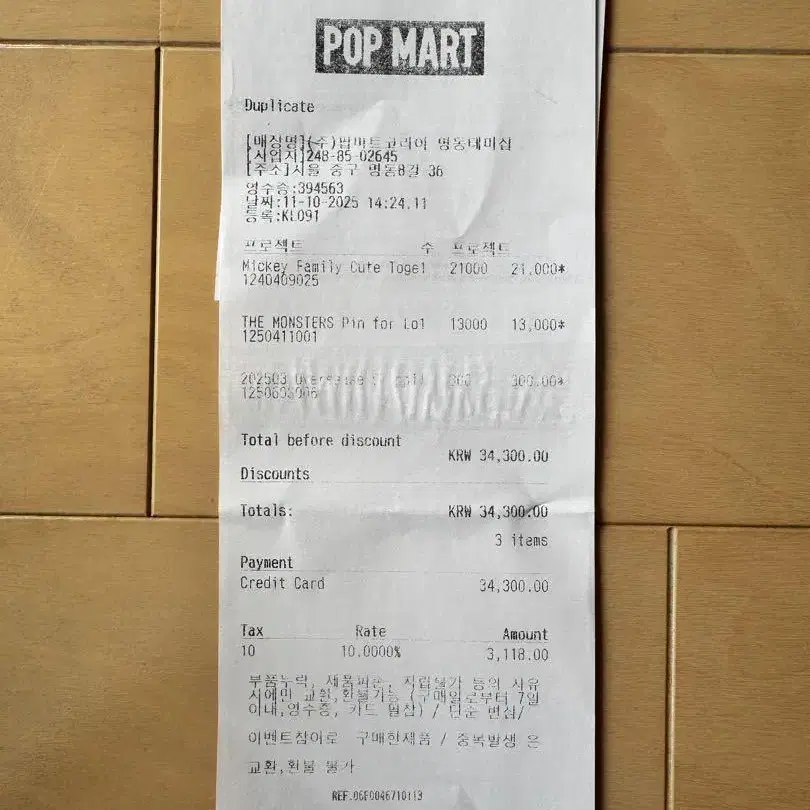 POP MART
Duplicate
[매장명](주)팝마트코리아 명동테마샵
[사업자]248-85-02645
[주소]서울 중구 명동8길 36
영수증:394563
날짜:11-10-2025 14:24.11
등록:KL091
프로젝트 수 프로젝트
Mickey Family Cute Toge1 21000 21,000*
1240409025
THE MONSTERS Pin for Lo1 13000 13,000*
1250411001
202503 300 300.00*
Total before discount
KRW 34,300.00
Discounts
Totals: KRW 34,300.00
3 items
Payment
Credit Card 34,300.00
Tax Rate Amount
10 10.0000% 3,118.00
부품누락, 제품파손, 조립불가 등의 사유
시에만 교환,환불가능 (구매일로부터 7일
이내,영수증, 카드 필참) / 단순 변심/
이벤트참여로 구매한제품 / 중복발생 은
교환,환불 불가